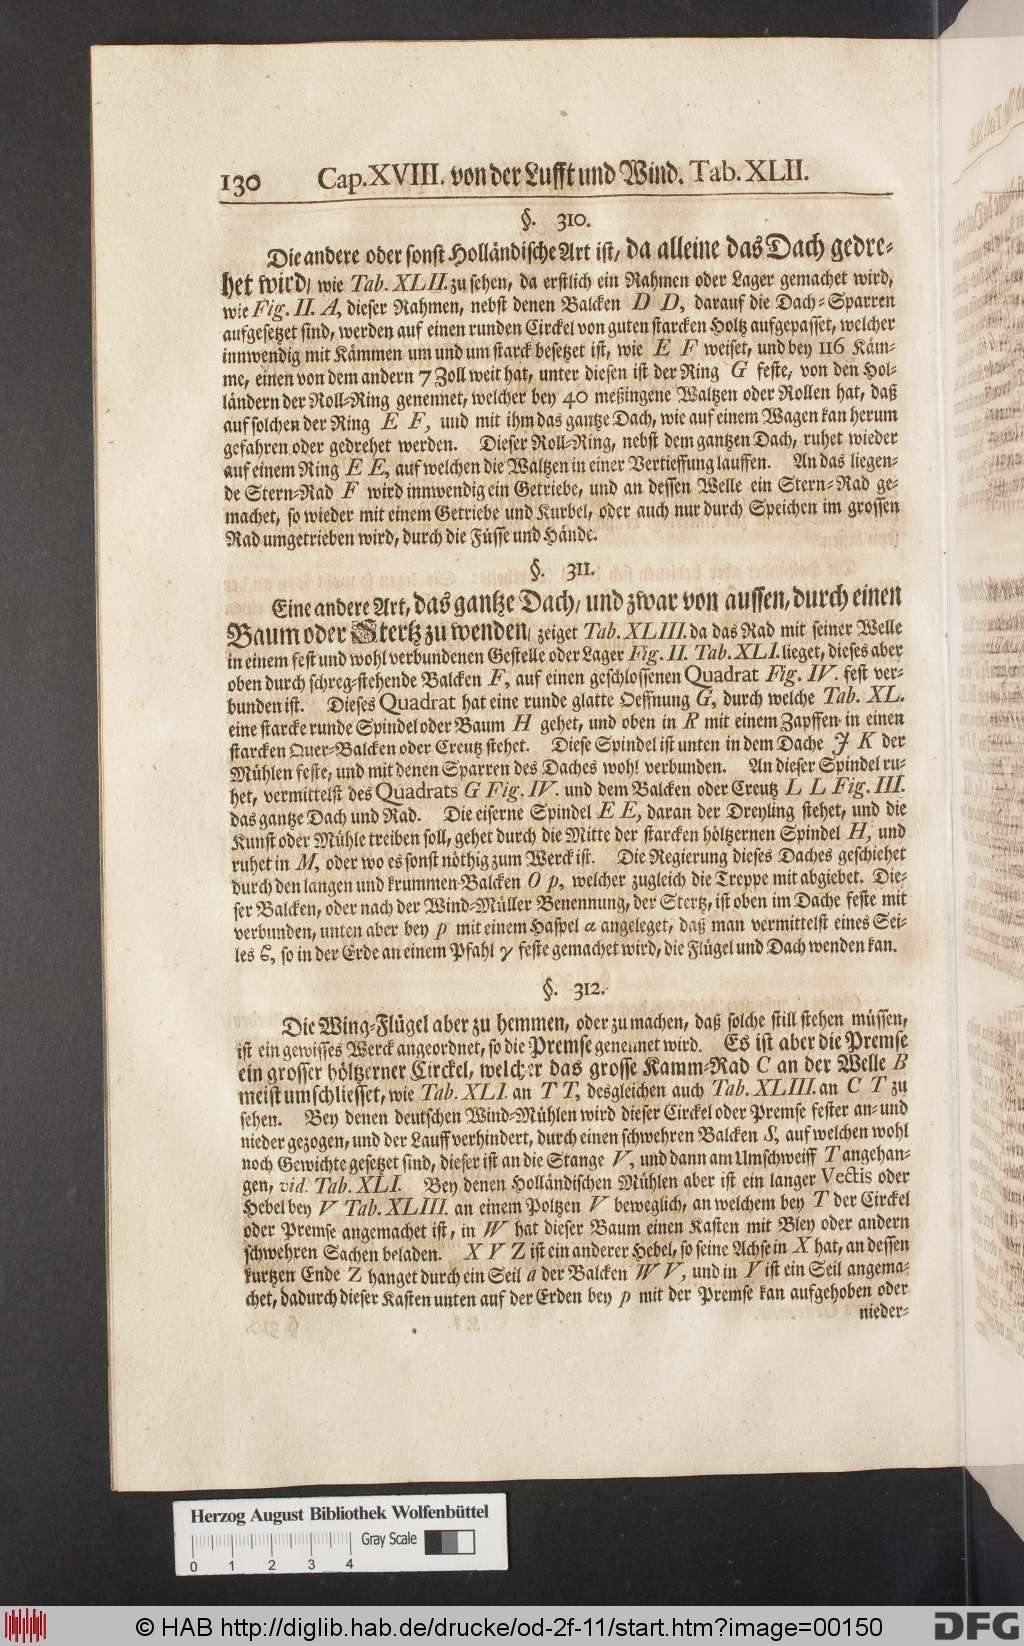 130 Cap. XVIII. von der Lufft und Wind. Tab. XLII.
§. 310.
Die andere oder sonst Holländische Art ist, da alleine das Dach gedre-
het wird, wie Tab. XLII. zu sehen, da erstlich ein Rahmen oder Lager gemachet wird,
wie Fig. II. A, dieser Rahmen, nebst denen Balcken D D, darauf die Dach-Sparren
aufgesetzet sind, werden auf einen runden Circkel von guten starcken Holtz aufgepasset, welcher
innwendig mit Kämmen um und um starck besetzet ist, wie E F weiset, und bey 116 Käm-
me, einen von dem andern 7 Zoll weit hat, unter diesen ist der Ring G feste, von den Hol-
ländern der Roll-Ring genennet, welcher bey 40 meßingene Waltzen oder Rollen hat, daß
auf solchen der Ring E F, und mit ihm das gantze Dach, wie auf einem Wagen kan herum
gefahren oder gedrehet werden. Dieser Roll-Ring, nebst dem gantzen Dach, ruhet wieder
auf einem Ring E E, auf welchen die Waltzen in einer Vertieffung lauffen. An das liegen-
de Stern-Rad F wird innwendig ein Getriebe, und an dessen Welle ein Stern-Rad ge-
machet, so wieder mit einem Getriebe und Kurbel, oder auch nur durch Speichen im grossen
Rad umgetrieben wird, durch die Füsse und Hände.
§. 311.
Eine andere Art, das gantze Dach, und zwar von aussen, durch einen
Baum oder Stertz zu wenden, zeiget Tab. XLIII. da das Rad mit seiner Welle
in einem fest und wohl verbundenen Gestelle oder Lager Fig. II. Tab. XLI. lieget, dieses aber
oben durch schreg-stehende Balcken F, auf einen geschlossenen Quadrat Fig. IV. fest ver-
bunden ist. Dieses Quadrat hat eine runde glatte Oeffnung G, durch welche Tab. XL.
eine starcke runde Spindel oder Baum H gehet, und oben in R mit einem Zapffen in einen
starcken Quer-Balcken oder Creutz stehet. Diese Spindel ist unten in dem Dache J K der
Mühlen feste, und mit denen Sparren des Daches wohl verbunden. An dieser Spindel ru-
het, vermittelst des Quadrats G Fig. IV. und dem Balcken oder Creutz L L Fig. III.
das gantze Dach und Rad. Die eiserne Spindel E E, daran der Dreyling stehet, und die
Kunst oder Mühle treiben soll, gehet durch die Mitte der starcken höltzernen Spindel H, und
ruhet in M, oder wo es sonst nöthig zum Werck ist. Die Regierung dieses Daches geschiehet
durch den langen und krummen Balcken O p, welcher zugleich die Treppe mit abgiebet. Die-
ser Balcken, oder nach der Wind-Müller Benennung, der Stertz, ist oben im Dache feste mit
verbunden, unten aber bey p mit einem Haspel α angeleget, daß man vermittelst eines Sei-
les ϐ, so in der Erde an einem Pfahl γ feste gemachet wird, die Flügel und Dach wenden kan.
§. 312.
Die Wing-Flügel aber zu hemmen, oder zu machen, daß solche still stehen müssen,
ist ein gewisses Werck angeordnet, so die Premse genennet wird. Es ist aber die Premse
ein grosser höltzerner Circkel, welcher das grosse Kamm-Rad C an der Welle B
meist umschliesset, wie Tab. XLI. an T T, desgleichen auch Tab. XLIII. an C T zu
sehen. Bey denen deutschen Wind-Mühlen wird dieser Circkel oder Premse fester an- und
nieder gezogen, und der Lauff verhindert, durch einen schwehren Balcken S, auf welchen wohl
noch Gewichte gesetzet sind, dieser ist an die Stange V, und dann am Umschweiff T angehan-
gen, vid. Tab. XLI. Bey denen Holländischen Mühlen aber ist ein langer Vectis oder
Hebel bey V Tab. XLIII. an einem Poltzen V beweglich, an welchem bey T der Circkel
oder Premse angemachet ist, in W hat dieser Baum einen Kasten mit Bley oder andern
schwehren Sachen beladen. X Y Z ist ein anderer Hebel, so seine Achse in X hat, an dessen
kurtzen Ende Z hanget durch ein Seil a der Balcken W V, und in Y ist ein Seil angema-
chet, dadurch dieser Kasten unten auf der Erden bey p mit der Premse kan aufgehoben oder
nieder-
Herzog August Bibliothek Wolfenbüttel
Gray Scale
0 1 2 3 4
© HAB http://diglib.hab.de/drucke/od-2f-11/start.htm?image=00150
DFG